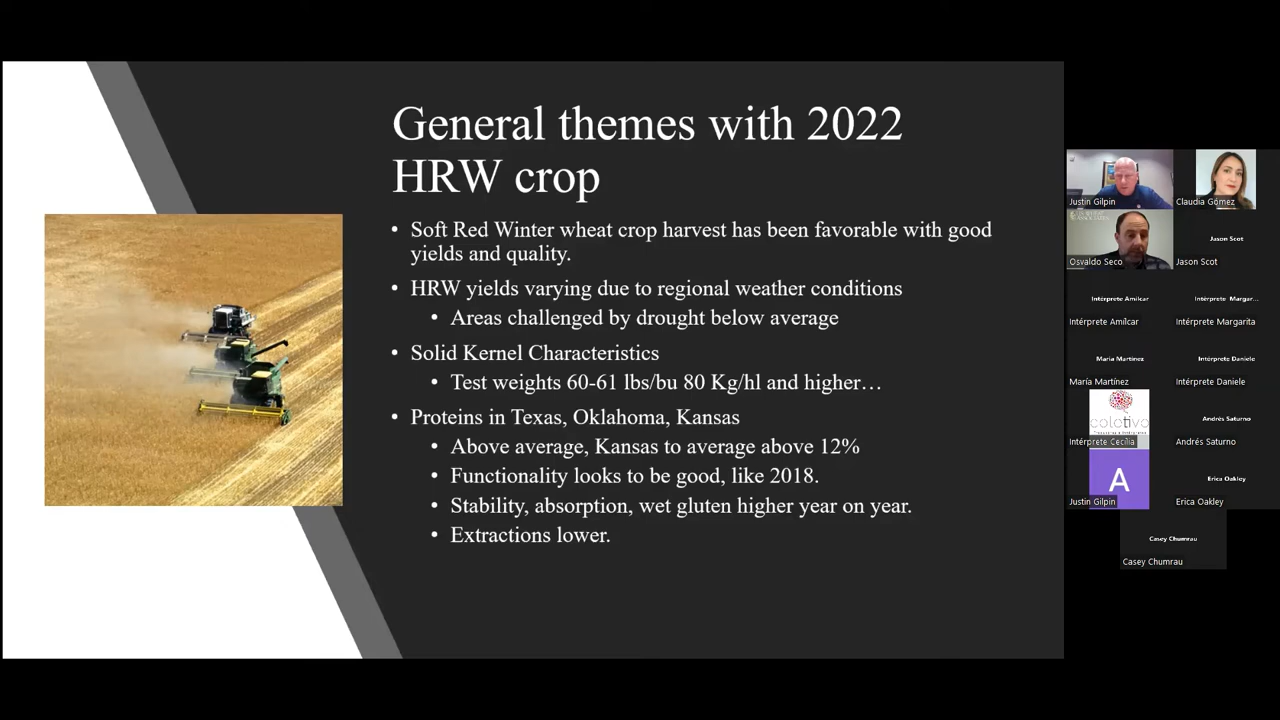 General themes with 2022
HRW crop
• Soft Red Winter wheat crop harvest has been favorable with good
yields and quality.
• HRW yields varying due to regional weather conditions
• Areas challenged by drought below average
• Solid Kernel Characteristics
• Test weights 60-61 lbs/bu 80 Kg/hl and higher…
• Proteins in Texas, Oklahoma, Kansas
• Above average, Kansas to average above 12%
• Functionality looks to be good, like 2018.
• Stability, absorption, wet gluten higher year on year.
• Extractions lower.
Justin Gilpin
Claudia Gómez
Osvaldo Seco
Jason Scot
Jason Scot
Intérprete Amílcar
Intérprete Amílcar
Intérprete Margar...
Intérprete Margarita
María Martínez
María Martínez
Intérprete Daniele
Intérprete Daniele
colotivo
Intérprete Cecília
Andrés Saturno
Andrés Saturno
A
Justin Gilpin
Erica Oakley
Erica Oakley
Casey Chumrau
Casey Chumrau